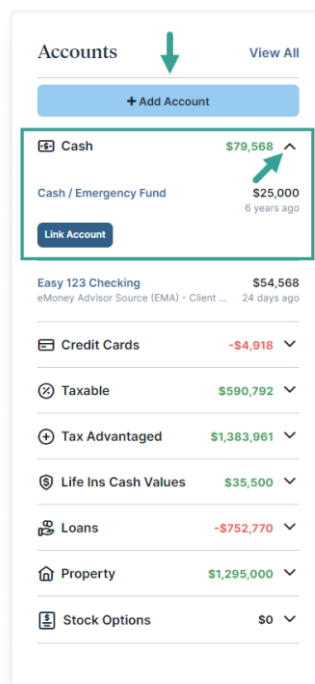 Accounts View All
+ Add Account
Cash $79,568
Cash / Emergency Fund $25,000
6 years ago
Link Account
Easy 123 Checking $54,568
eMoney Advisor Source (EMA) - Client ... 24 days ago
Credit Cards -$4,918
Taxable $590,792
Tax Advantaged $1,383,961
Life Ins Cash Values $35,500
Loans -$752,770
Property $1,295,000
Stock Options $0